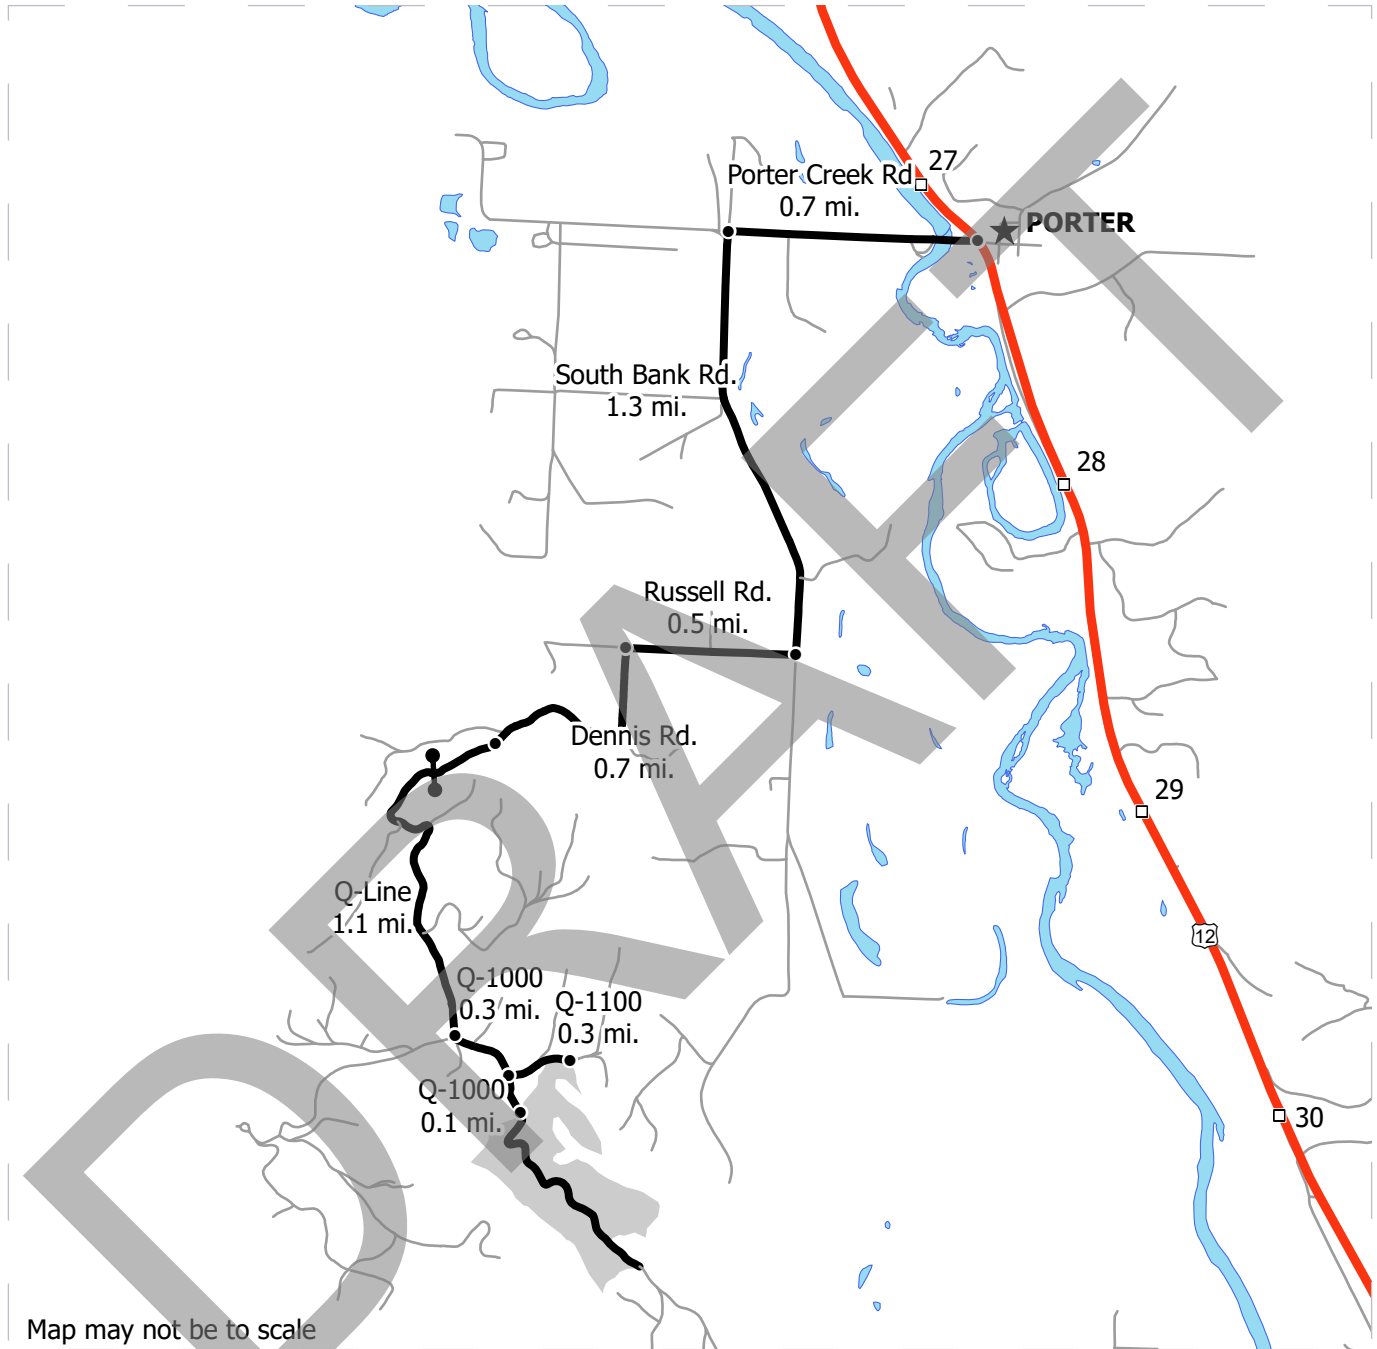 27
Porter Creek Rd
0.7 mi.
PORTER
South Bank Rd.
1.3 mi.
28
Russell Rd.
0.5 mi.
Dennis Rd.
0.7 mi.
29
Q-Line
1.1 mi.
12
Q-1000
0.3 mi.
Q-1100
0.3 mi.
Q-1000
0.1 mi.
30
Map may not be to scale
DRAFT